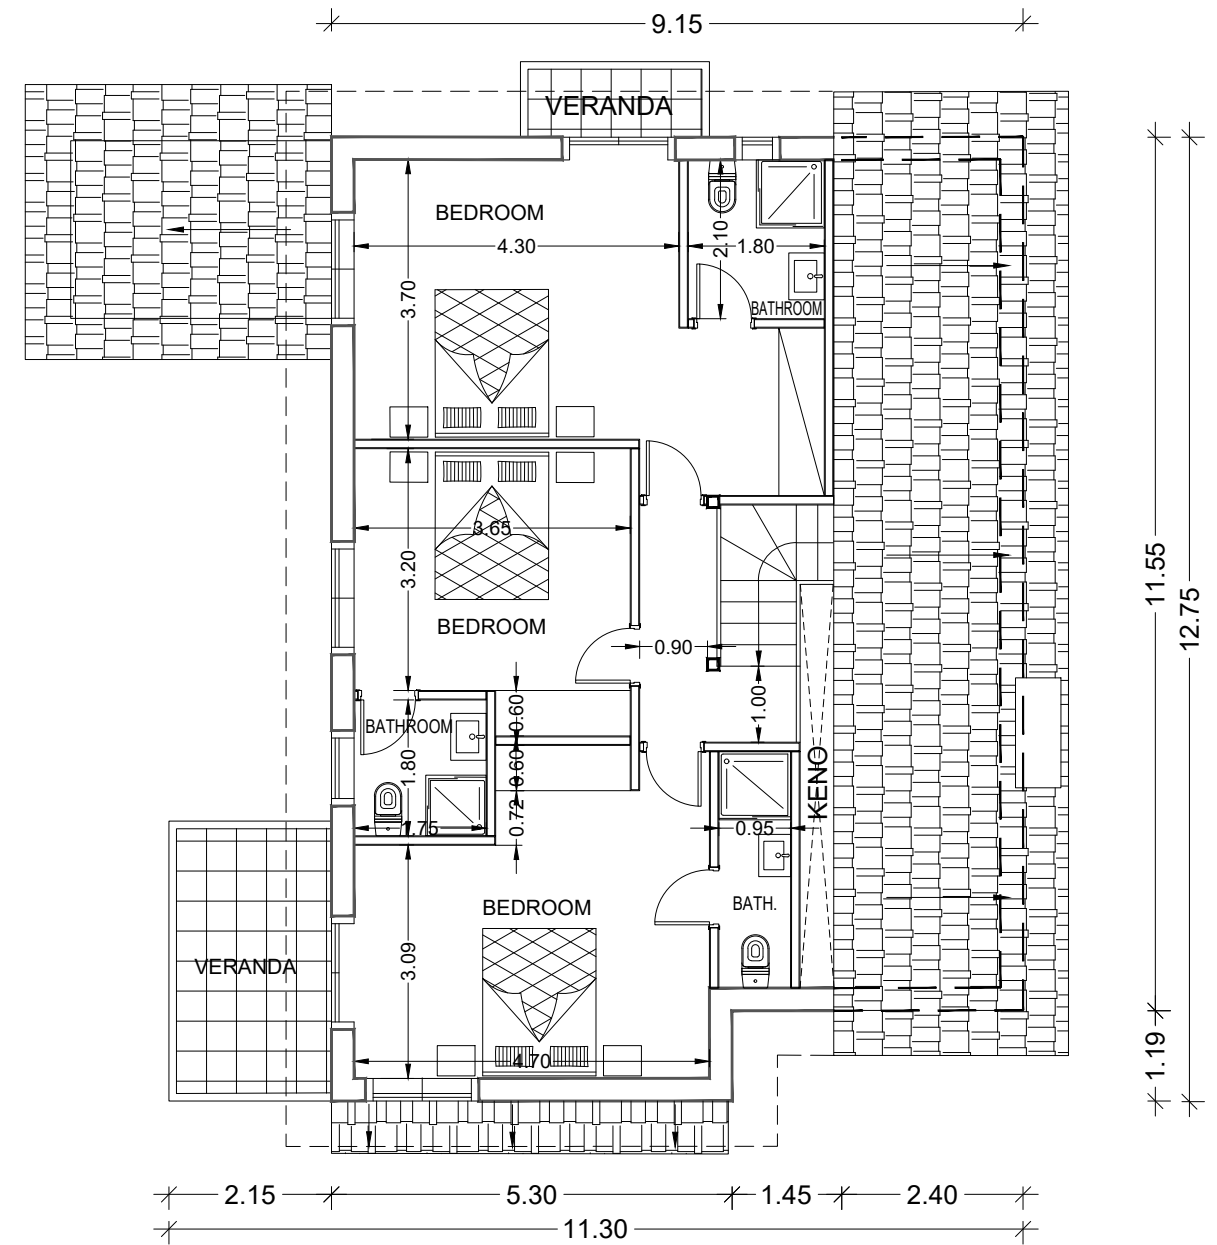 9.15
VERANDA
BEDROOM
4.30
2.10
1.80
3.70
BATHROOM
3.65
3.20
BEDROOM
0.90
11.55
12.75
0.60
1.00
BATHROOM
1.80
0.60
ΚΕΝΟ
0.72
1.75
0.95
BEDROOM
BATH.
VERANDA
3.09
4.70
1.19
2.15
5.30
1.45
2.40
11.30